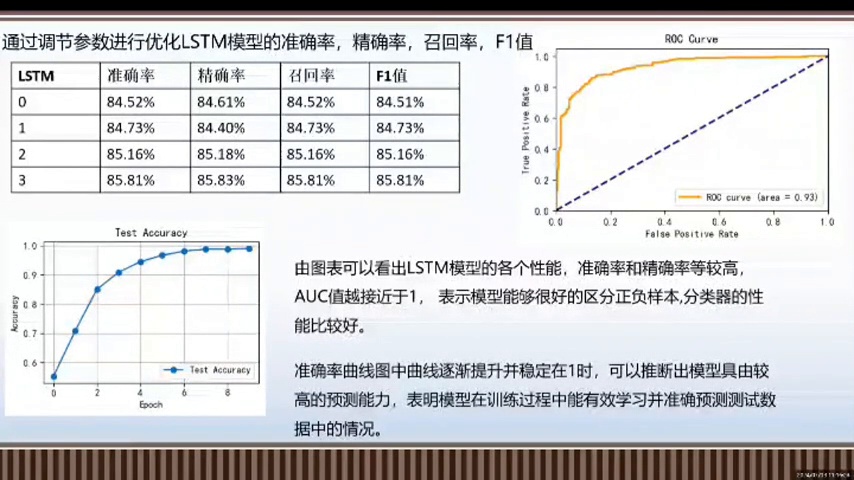 通过调节参数进行优化LSTM模型的准确率，精确率，召回率，F1值
LSTM 准确率 精确率 召回率 F1值
0 84.52% 84.61% 84.52% 84.51%
1 84.73% 84.40% 84.73% 84.73%
2 85.16% 85.18% 85.16% 85.16%
3 85.81% 85.83% 85.81% 85.81%
ROC Curve
True Positive Rate
1.0
0.8
0.6
0.4
0.2
0.0
ROC curve (area = 0.93)
0.0 0.2 0.4 0.6 0.8 1.0
False Positive Rate
Test Accuracy
Accuracy
1.0
0.9
0.8
0.7
0.6
Test Accuracy
0 2 4 6 8
Epoch
由图表可以看出LSTM模型的各个性能，准确率和精确率等较高，
AUC值越接近于1， 表示模型能够很好的区分正负样本,分类器的性
能比较好。
准确率曲线图中曲线逐渐提升并稳定在1时，可以推断出模型具由较
高的预测能力，表明模型在训练过程中能有效学习并准确预测测试数
据中的情况。